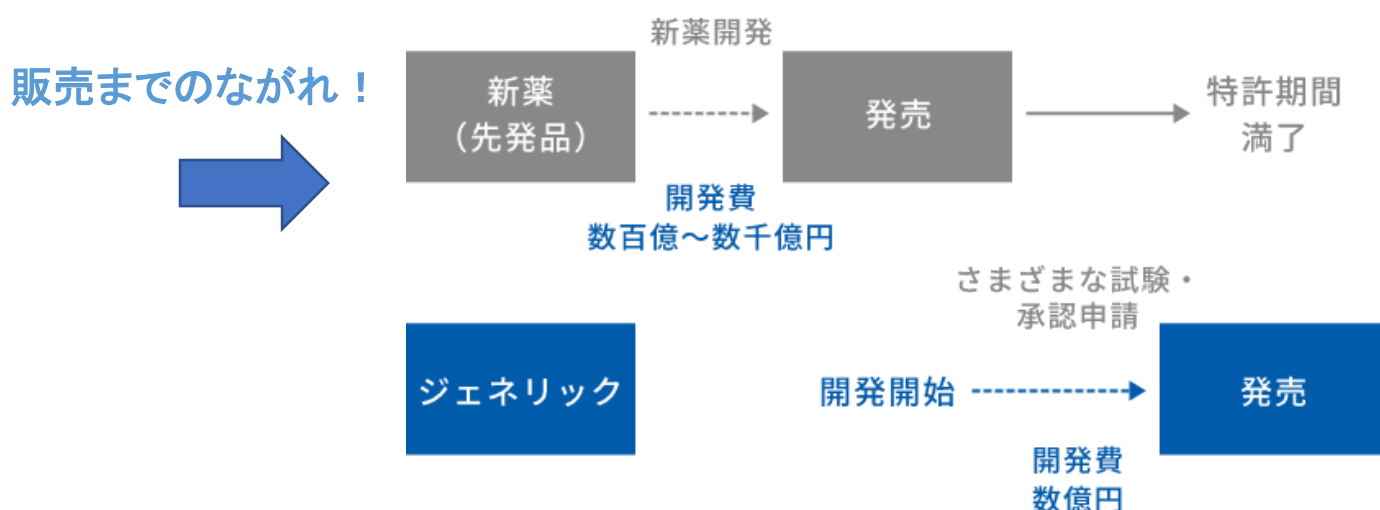 販売までのながれ！
新薬開発
新薬
（先発品）
発売
特許期間
満了
開発費
数百億～数千億円
さまざまな試験・
承認申請
ジェネリック
開発開始
発売
開発費
数億円